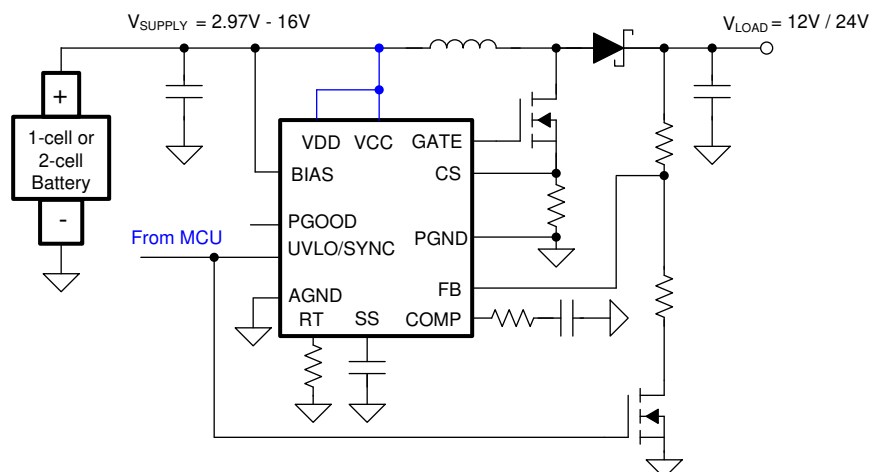 VSUPPLY = 2.97V - 16V
VLOAD = 12V / 24V
+
1-cell or
2-cell
Battery
-
VDD
VCC
GATE
BIAS
CS
PGOOD
From MCU
UVLO/SYNC
PGND
AGND
FB
RT
SS
COMP